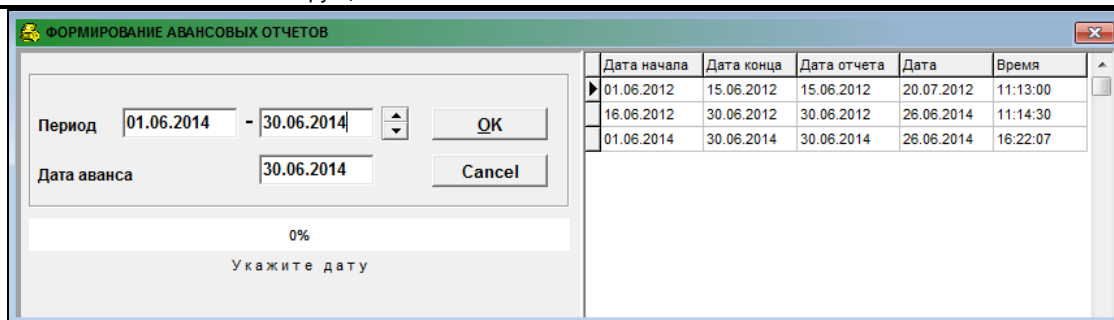 ФОРМИРОВАНИЕ АВАНСОВЫХ ОТЧЕТОВ
Период 01.06.2014 - 30.06.2014 OK
Дата аванса 30.06.2014 Cancel
0%
Укажите дату
Дата начала Дата конца Дата отчета Дата Время
01.06.2012 15.06.2012 15.06.2012 20.07.2012 11:13:00
16.06.2012 30.06.2012 30.06.2012 26.06.2014 11:14:30
01.06.2014 30.06.2014 30.06.2014 26.06.2014 16:22:07